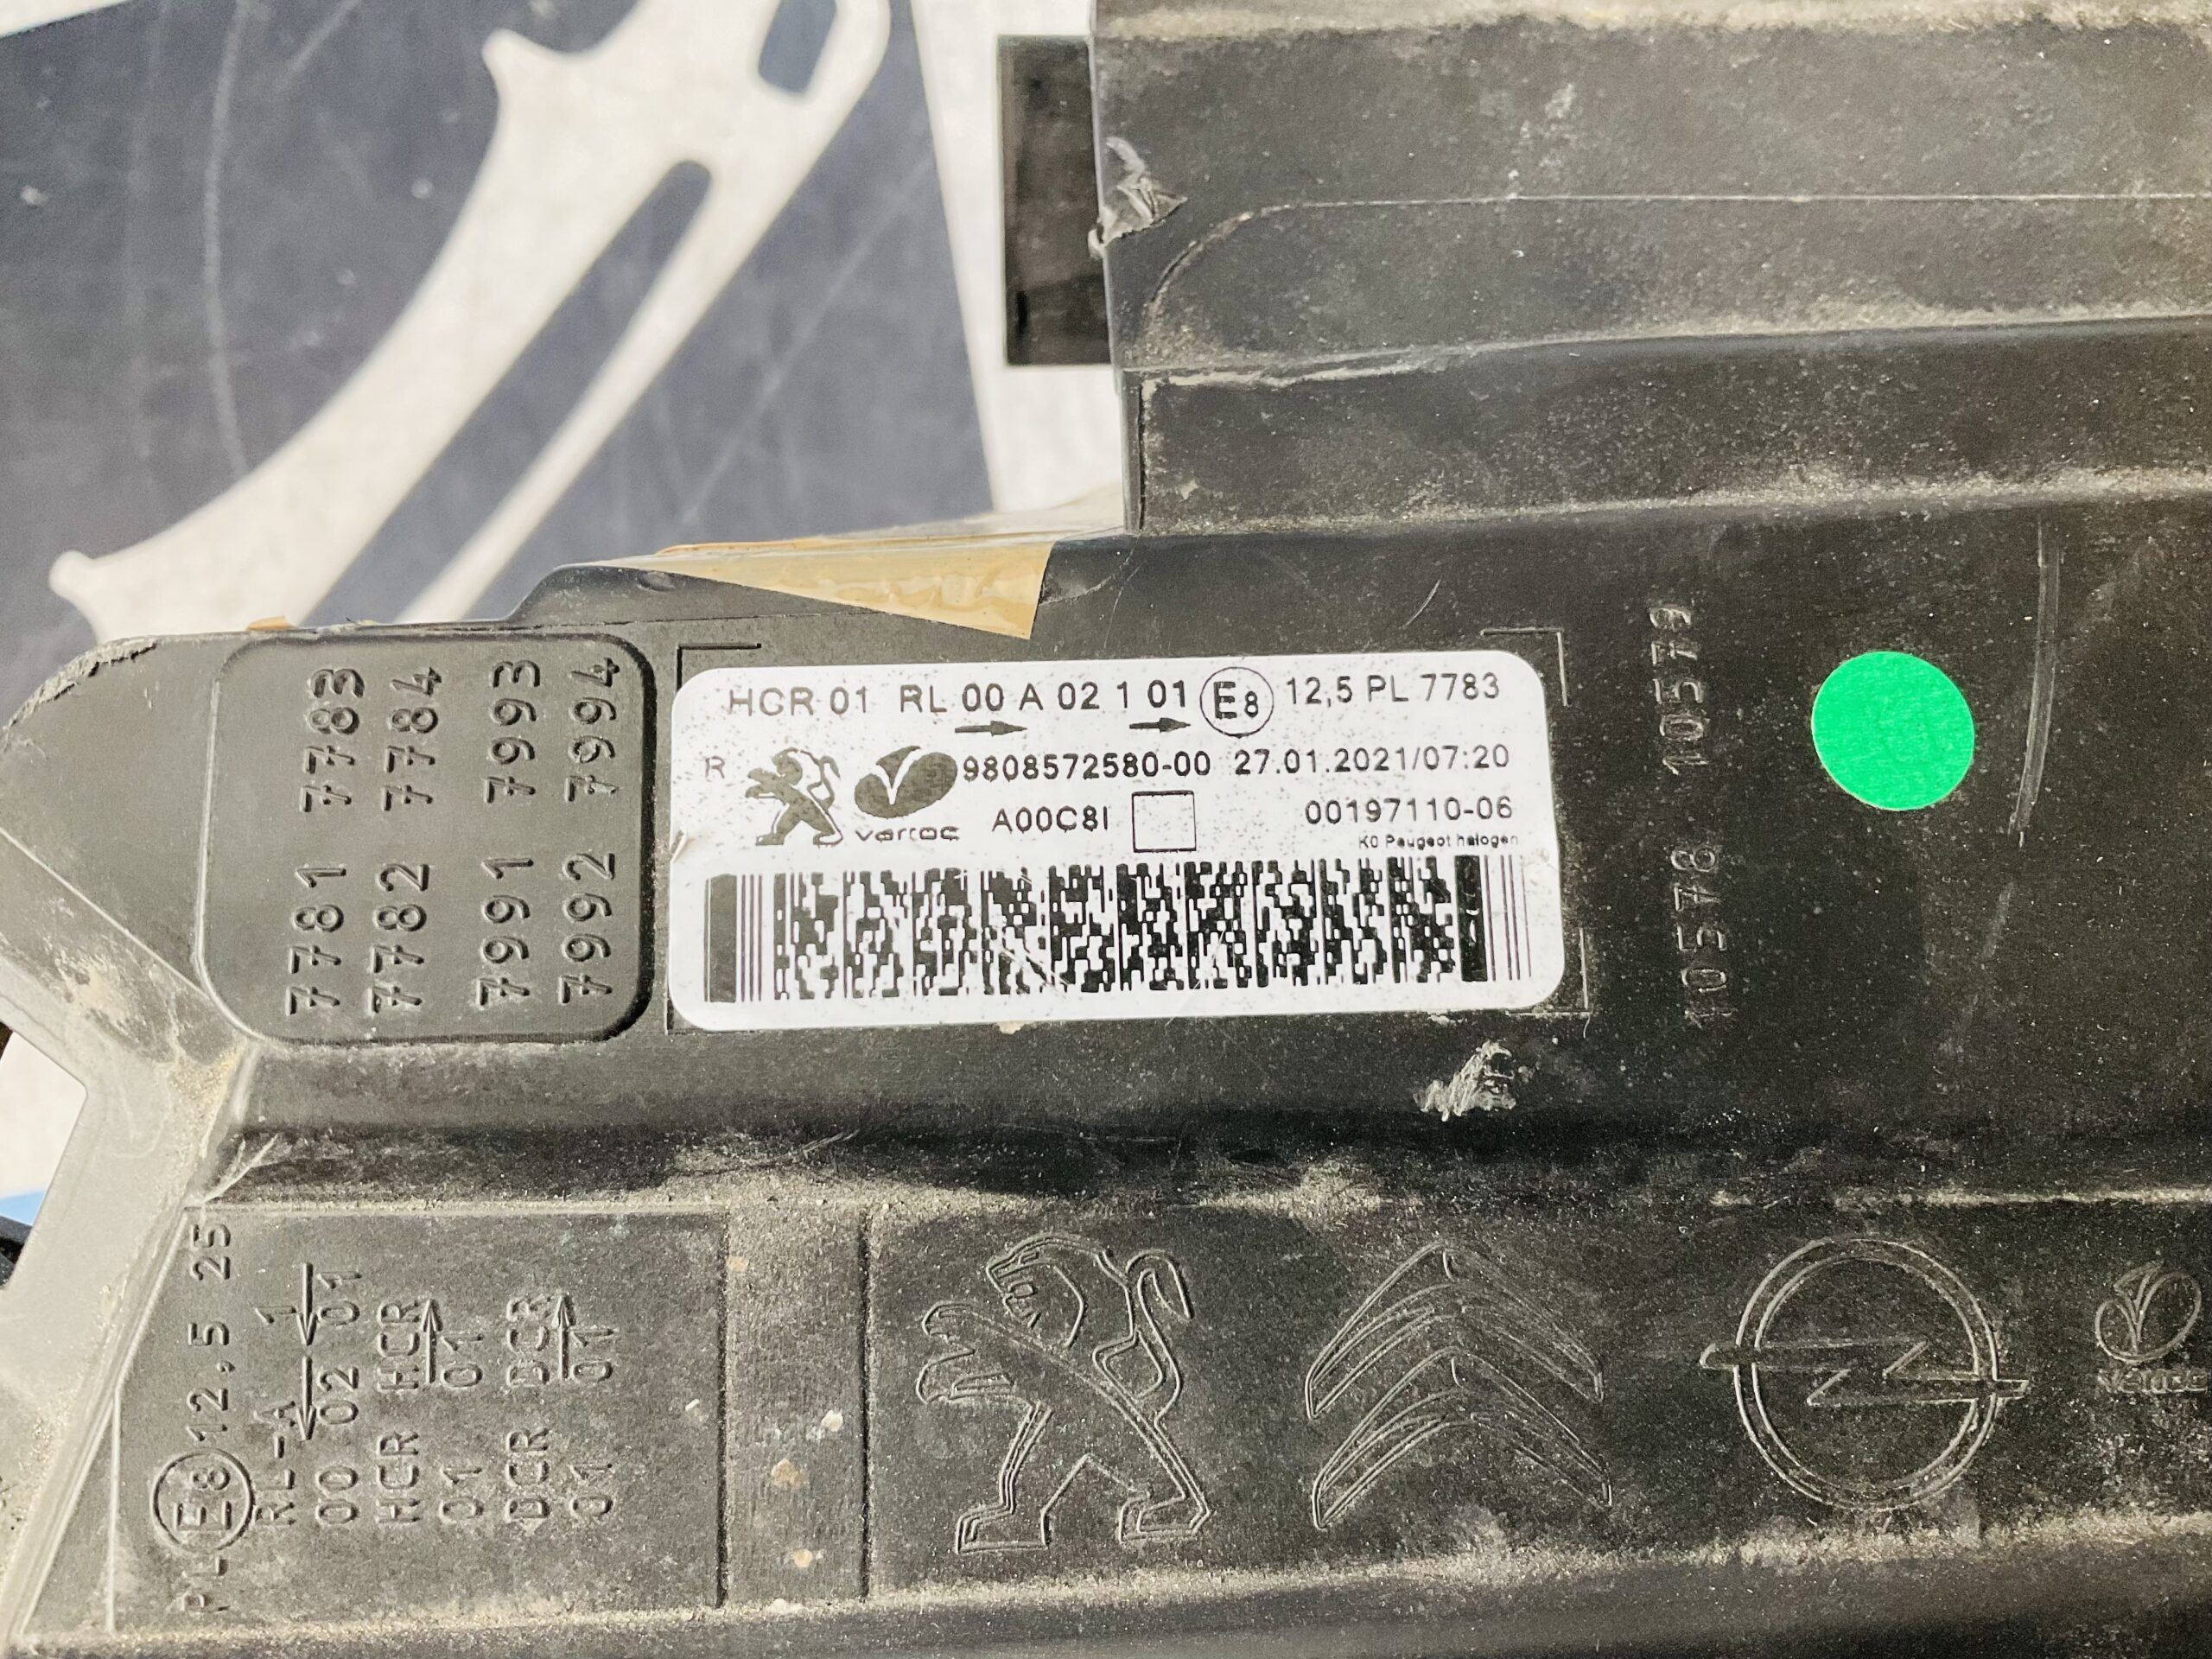 HCR 01 RL 00 A 02 1 01 E8 12,5 PL 7783
R 9808572580-00 27.01.2021/07:20
varroc A00C8I 00197110-06
K0 Peugeot halogen
7781 7783
7782 7784
7991 7993
7992 7994
10578 10579
PL-E8 12,5 25
RL-A 1
00 02 01
HCR HCR
01 01
DCR DCR
01 01